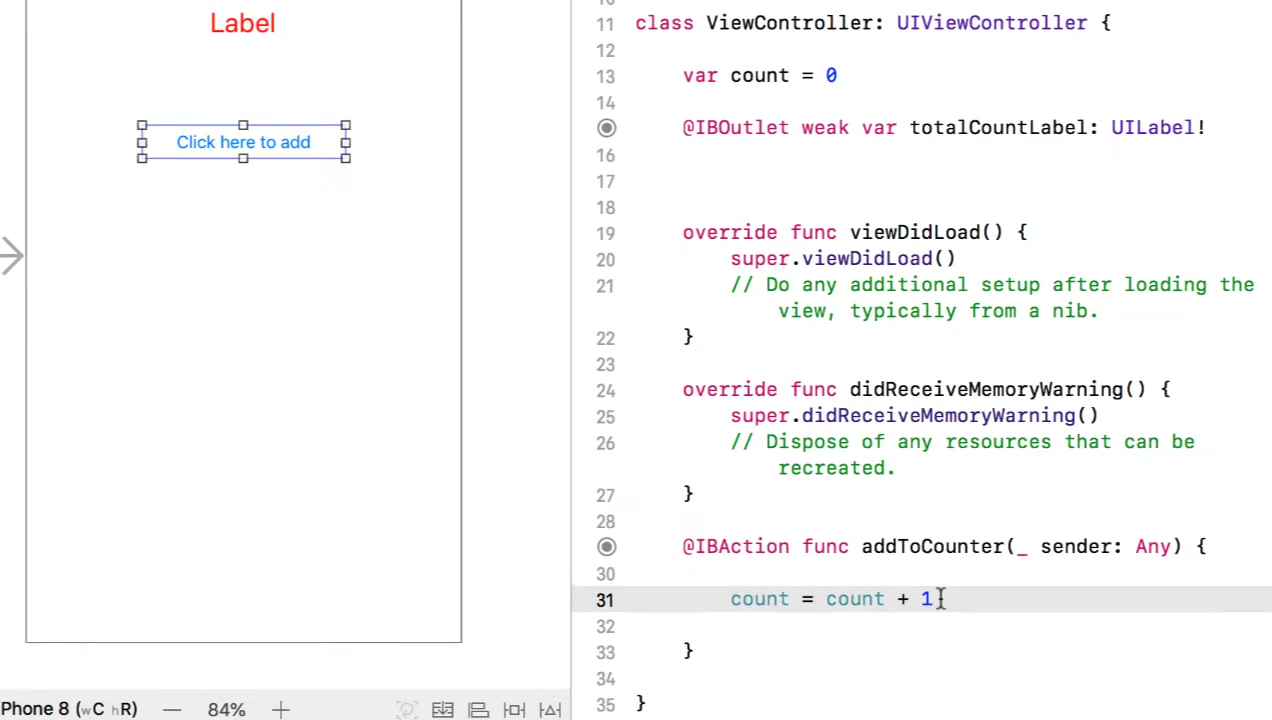 Label
Click here to add
Phone 8 (wC hR) — 84% +
11 class ViewController: UIViewController {
12
13 var count = 0
14
@IBOutlet weak var totalCountLabel: UILabel!
16
17
18
19 override func viewDidLoad() {
20 super.viewDidLoad()
21 // Do any additional setup after loading the
view, typically from a nib.
22 }
23
24 override func didReceiveMemoryWarning() {
25 super.didReceiveMemoryWarning()
26 // Dispose of any resources that can be
recreated.
27 }
28
@IBAction func addToCounter(_ sender: Any) {
30
31 count = count + 1
32
33 }
34
35 }